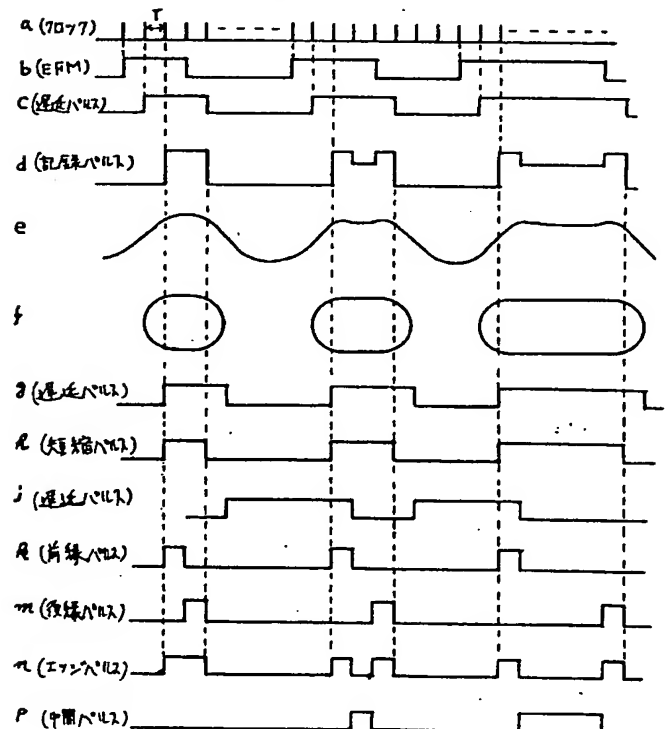 a (クロック)
T
b (EFM)
c (遅延パルス)
d (記録パルス)
e
f
g (遅延パルス)
h (短縮パルス)
j (遅延パルス)
k (前縁パルス)
m (後縁パルス)
n (エッジパルス)
p (中間パルス)